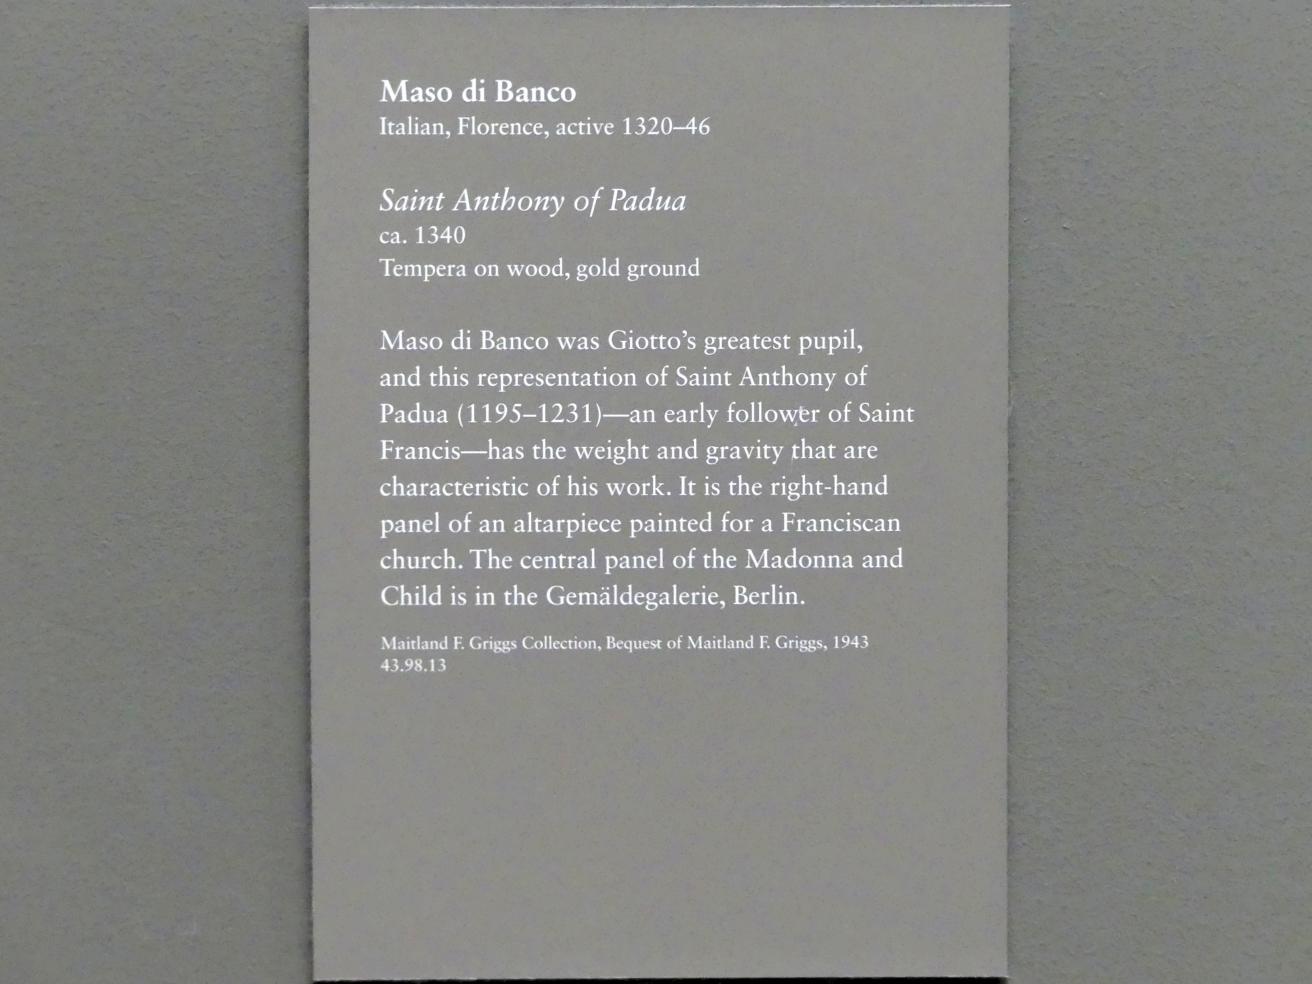 Maso di Banco
Italian, Florence, active 1320–46
Saint Anthony of Padua
ca. 1340
Tempera on wood, gold ground
Maso di Banco was Giotto’s greatest pupil,
and this representation of Saint Anthony of
Padua (1195–1231)—an early follower of Saint
Francis—has the weight and gravity that are
characteristic of his work. It is the right-hand
panel of an altarpiece painted for a Franciscan
church. The central panel of the Madonna and
Child is in the Gemäldegalerie, Berlin.
Maitland F. Griggs Collection, Bequest of Maitland F. Griggs, 1943
43.98.13